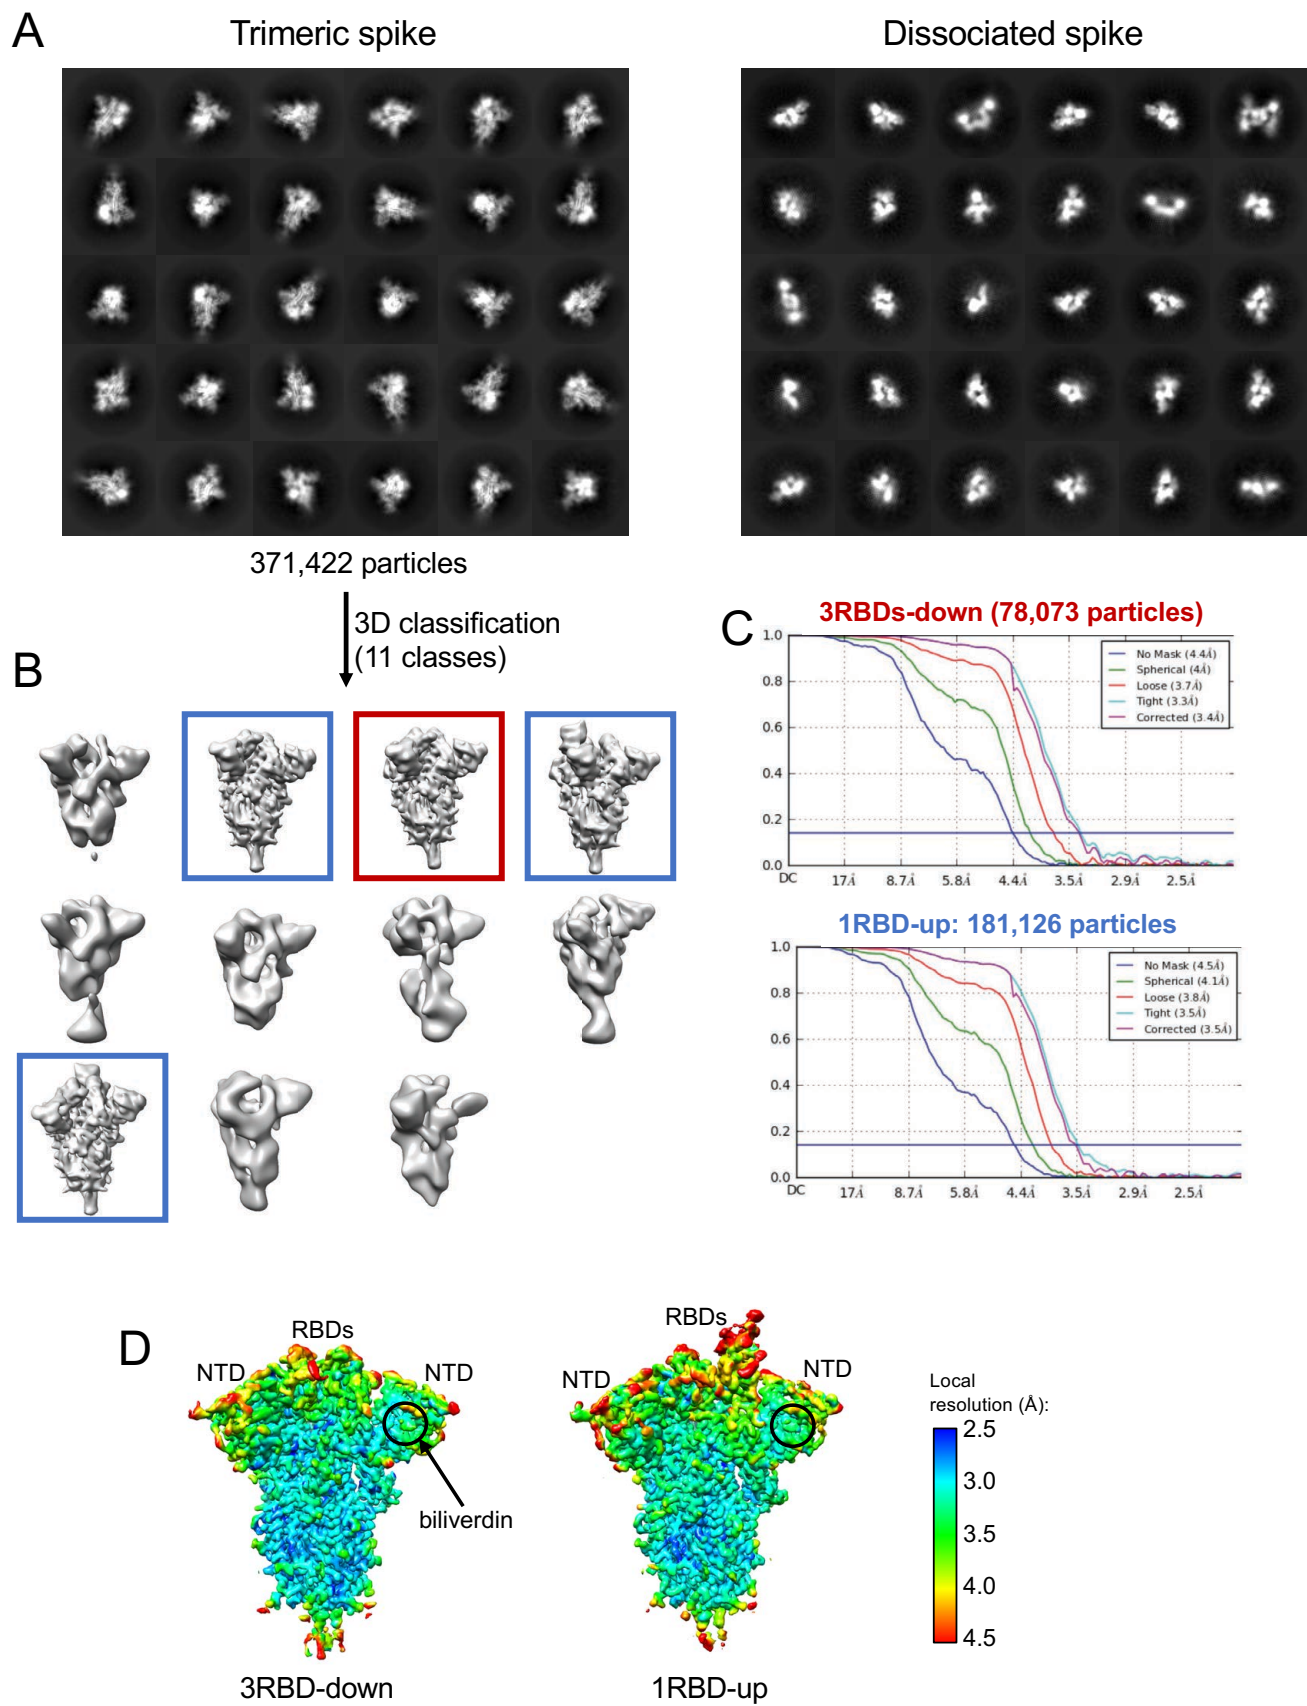 A
Trimeric spike
Dissociated spike
371,422 particles
3D classification
(11 classes)
B
C
3RBDs-down (78,073 particles)
1.0
0.8
0.6
0.4
0.2
0.0
DC
17Å
8.7Å
5.8Å
4.4Å
3.5Å
2.9Å
2.5Å
No Mask (4.4Å)
Spherical (4Å)
Loose (3.7Å)
Tight (3.3Å)
Corrected (3.4Å)
1RBD-up: 181,126 particles
1.0
0.8
0.6
0.4
0.2
0.0
DC
17Å
8.7Å
5.8Å
4.4Å
3.5Å
2.9Å
2.5Å
No Mask (4.5Å)
Spherical (4.1Å)
Loose (3.8Å)
Tight (3.5Å)
Corrected (3.5Å)
D
RBDs
NTD
NTD
biliverdin
3RBD-down
RBDs
NTD
NTD
1RBD-up
Local
resolution (Å):
2.5
3.0
3.5
4.0
4.5